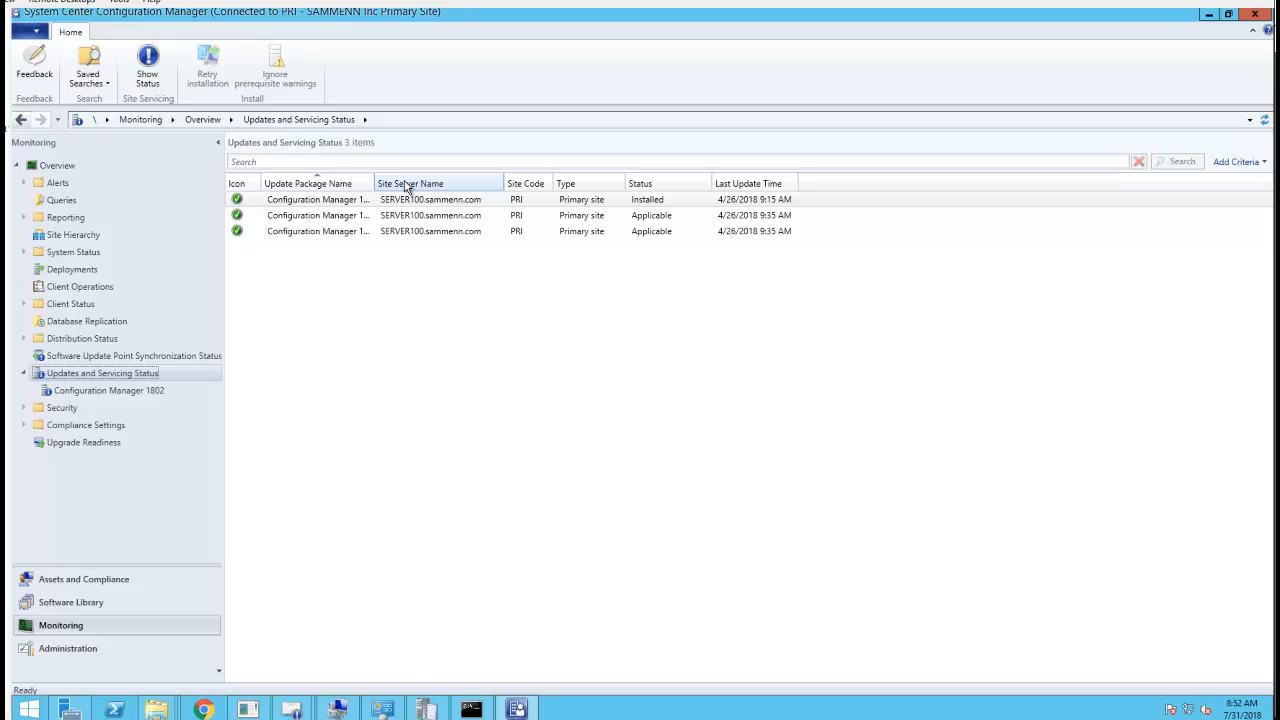 Remote Desktops Tools Help
System Center Configuration Manager (Connected to PRI - SAMMENN Inc Primary Site)
Home
Feedback
Saved Searches
Show Status
Retry installation
Ignore prerequisite warnings
Feedback
Search
Site Servicing
Install
\ Monitoring Overview Updates and Servicing Status
Monitoring
Overview
Alerts
Queries
Reporting
Site Hierarchy
System Status
Deployments
Client Operations
Client Status
Database Replication
Distribution Status
Software Update Point Synchronization Status
Updates and Servicing Status
Configuration Manager 1802
Security
Compliance Settings
Upgrade Readiness
Assets and Compliance
Software Library
Monitoring
Administration
Updates and Servicing Status 3 items
Search
Search
Add Criteria
Icon Update Package Name Site Server Name Site Code Type Status Last Update Time
Configuration Manager 1... SERVER100.sammenn.com PRI Primary site Installed 4/26/2018 9:15 AM
Configuration Manager 1... SERVER100.sammenn.com PRI Primary site Applicable 4/26/2018 9:35 AM
Configuration Manager 1... SERVER100.sammenn.com PRI Primary site Applicable 4/26/2018 9:35 AM
Ready
8:52 AM
7/31/2018